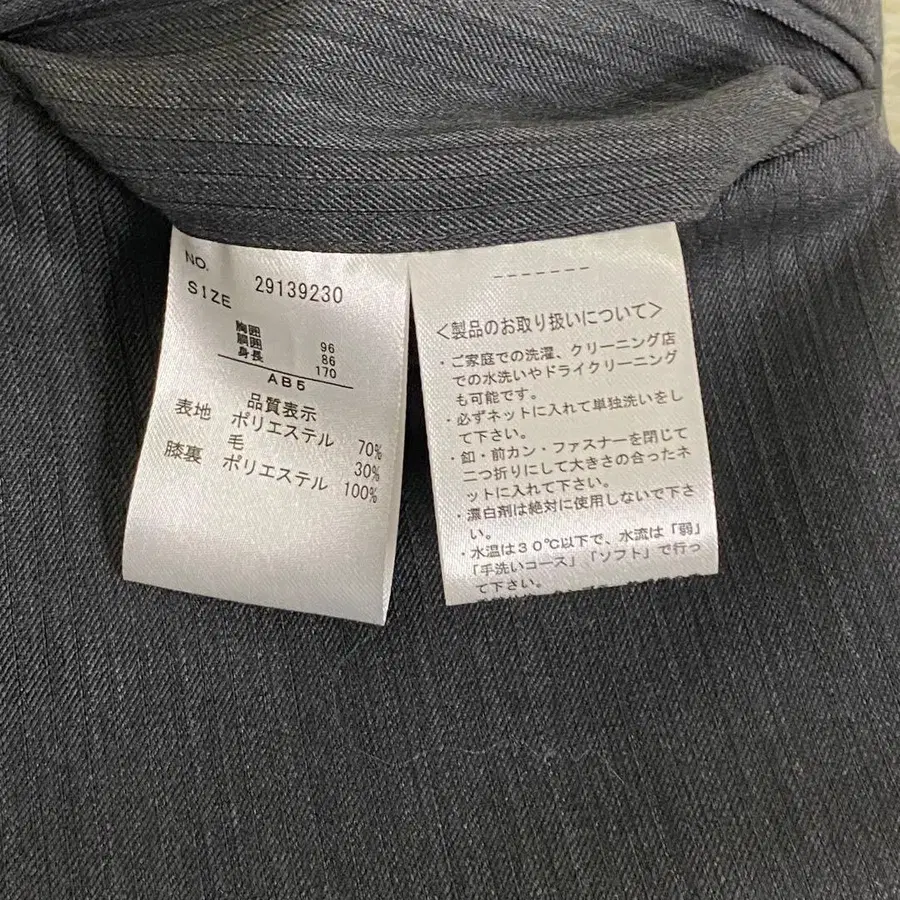 NO. 29139230
SIZE
胸囲 96
胴囲 86
身長 170
AB5
品質表示
表地 ポリエステル 70%
毛 30%
膝裏 ポリエステル 100%
-------
<製品のお取り扱いについて>
・ご家庭での洗濯、クリーニング店
での水洗いやドライクリーニング
も可能です.
・必ずネットに入れて単独洗いをし
て下さい.
・釦・前カン・ファスナーを閉じて
二つ折りにして大きさの合ったネ
ットに入れて下さい.
・漂白剤は絶対に使用しないで下さ
い.
・水温は30℃以下で、水流は「弱」
「手洗いコース」「ソフト」で行っ
て下さい.